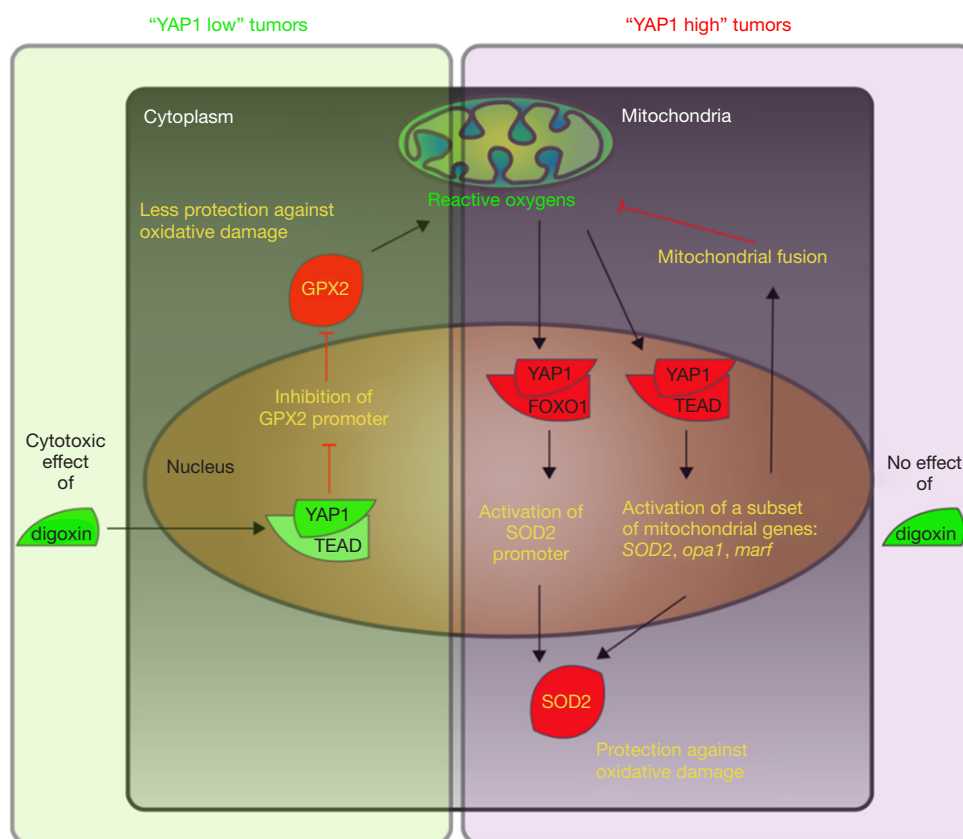 “YAP1 low” tumors
“YAP1 high” tumors
Cytoplasm
Mitochondria
Reactive oxygens
Less protection against
oxidative damage
GPX2
Mitochondrial fusion
Inhibition of
GPX2 promoter
YAP1
FOXO1
YAP1
TEAD
Nucleus
Cytotoxic
effect
of
digoxin
YAP1
TEAD
Activation of
SOD2
promoter
Activation of a subset
of mitochondrial genes:
SOD2, opa1, marf
No effect
of
digoxin
SOD2
Protection against
oxidative damage